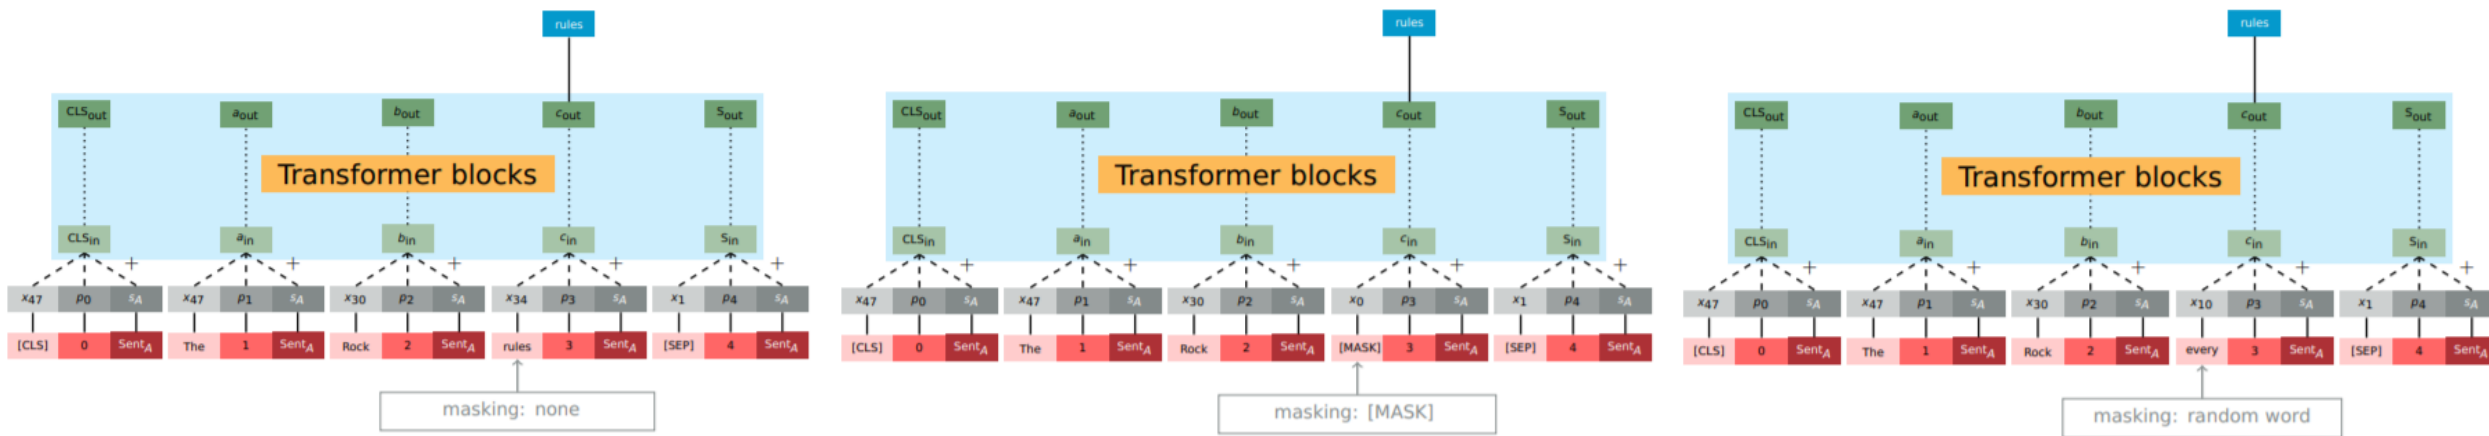 rules
CLSout aout bout cout Sout
Transformer blocks
CLSin ain bin cin Sin
+ + + + +
x47 p0 sA x47 p1 sA x30 p2 sA x34 p3 sA x1 p4 sA
[CLS] 0 SentA The 1 SentA Rock 2 SentA rules 3 SentA [SEP] 4 SentA
masking: none
rules
CLSout aout bout cout Sout
Transformer blocks
CLSin ain bin cin Sin
+ + + + +
x47 p0 sA x47 p1 sA x30 p2 sA x0 p3 sA x1 p4 sA
[CLS] 0 SentA The 1 SentA Rock 2 SentA [MASK] 3 SentA [SEP] 4 SentA
masking: [MASK]
rules
CLSout aout bout cout Sout
Transformer blocks
CLSin ain bin cin Sin
+ + + + +
x47 p0 sA x47 p1 sA x30 p2 sA x10 p3 sA x1 p4 sA
[CLS] 0 SentA The 1 SentA Rock 2 SentA every 3 SentA [SEP] 4 SentA
masking: random word